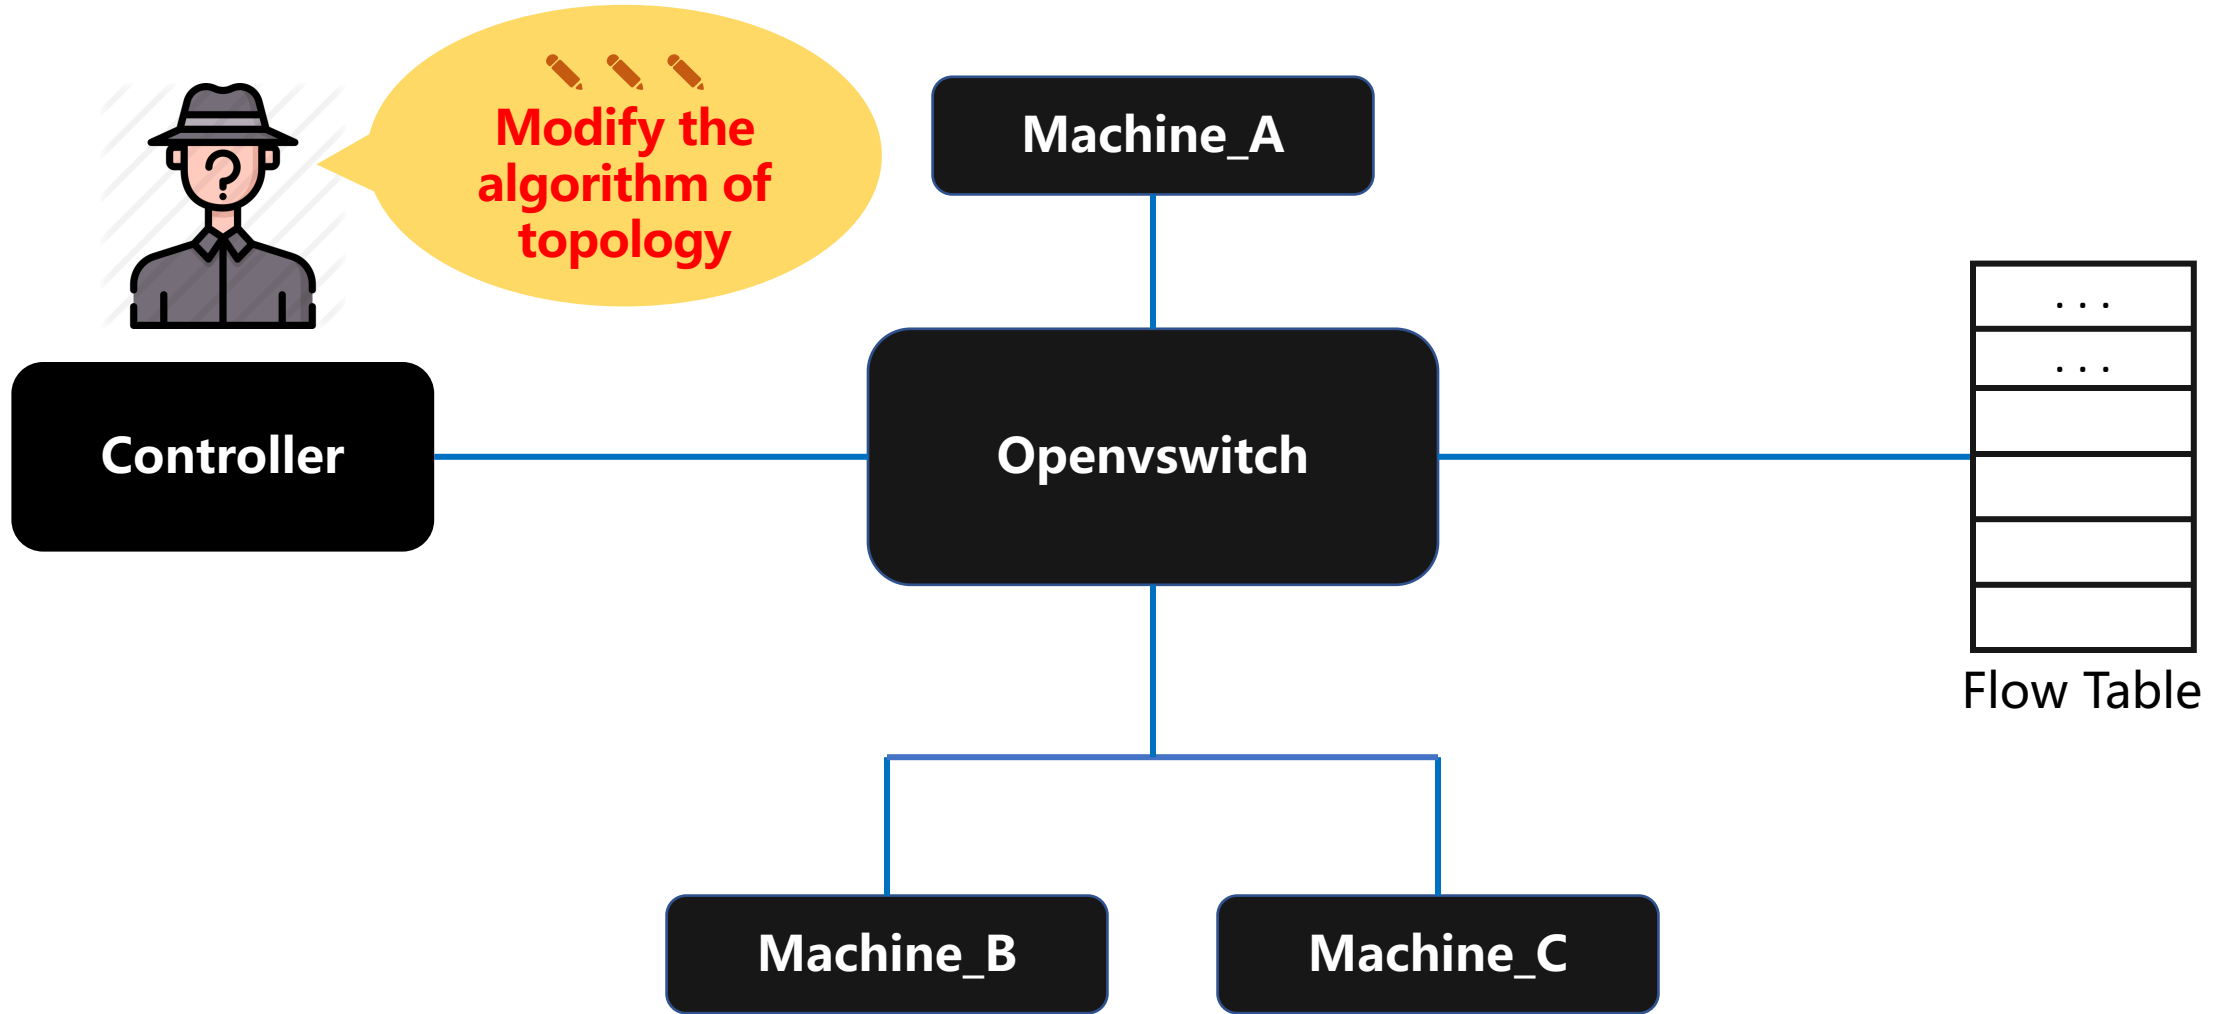 Modify the
algorithm of
topology
?
Machine_A
Controller
Openvswitch
. . .
. . .
Flow Table
Machine_B
Machine_C